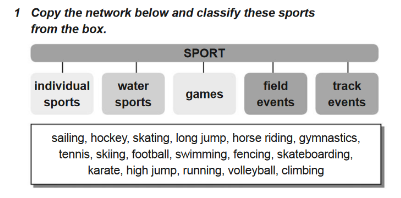 1 Copy the network below and classify these sports
from the box.
SPORT
individual
sports
water
sports
games
field
events
track
events
sailing, hockey, skating, long jump, horse riding, gymnastics,
tennis, skiing, football, swimming, fencing, skateboarding,
karate, high jump, running, volleyball, climbing